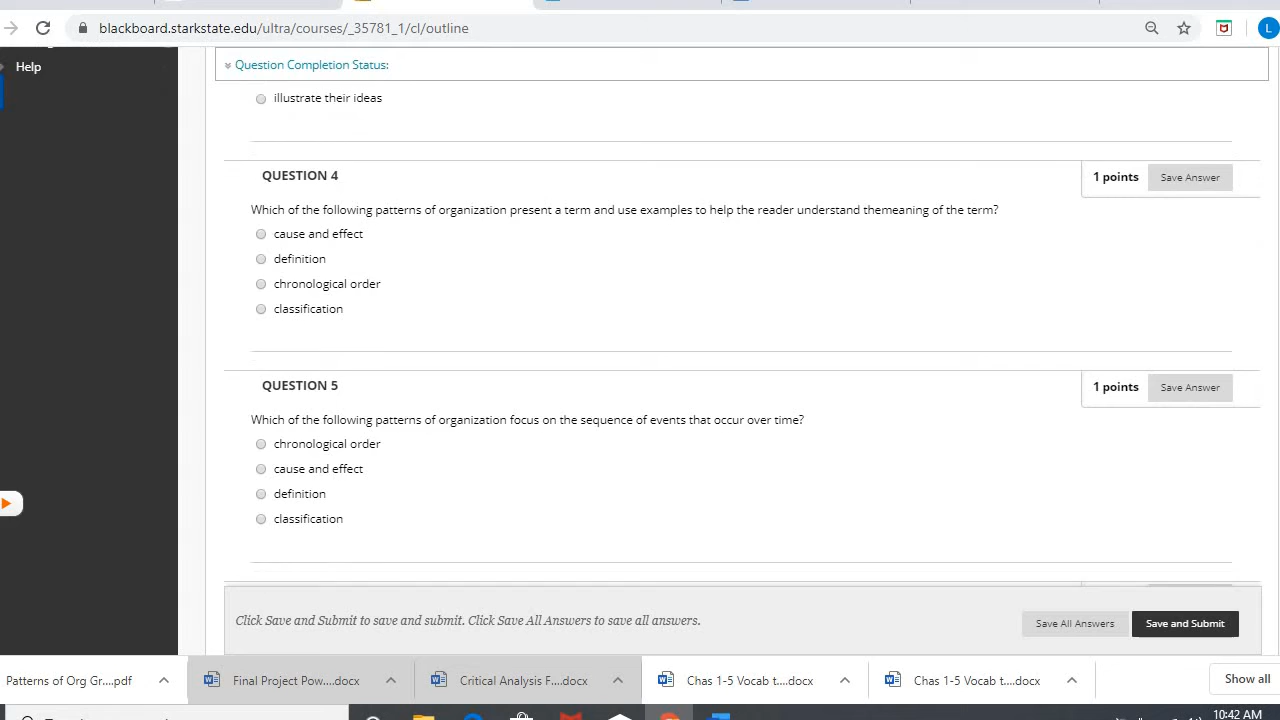 blackboard.starkstate.edu/ultra/courses/_35781_1/cl/outline
L
Help
Question Completion Status:
illustrate their ideas
QUESTION 4
1 points
Save Answer
Which of the following patterns of organization present a term and use examples to help the reader understand themeaning of the term?
cause and effect
definition
chronological order
classification
QUESTION 5
1 points
Save Answer
Which of the following patterns of organization focus on the sequence of events that occur over time?
chronological order
cause and effect
definition
classification
Click Save and Submit to save and submit. Click Save All Answers to save all answers.
Save All Answers
Save and Submit
Patterns of Org Gr....pdf
Final Project Pow....docx
Critical Analysis F....docx
Chas 1-5 Vocab t....docx
Chas 1-5 Vocab t....docx
Show all
10:42 AM